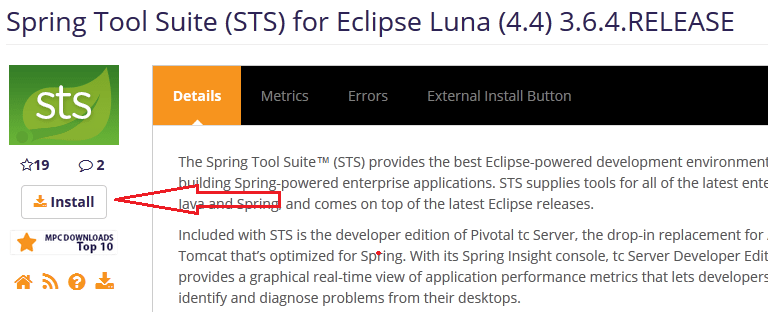 Spring Tool Suite (STS) for Eclipse Luna (4.4) 3.6.4.RELEASE
sts
19 2
Install
MPC DOWNLOADS
Top 10
Details Metrics Errors External Install Button
The Spring Tool Suite™ (STS) provides the best Eclipse-powered development environment
building Spring-powered enterprise applications. STS supplies tools for all of the latest ente
Java and Spring, and comes on top of the latest Eclipse releases.
Included with STS is the developer edition of Pivotal tc Server, the drop-in replacement for
Tomcat that's optimized for Spring. With its Spring Insight console, tc Server Developer Edit
provides a graphical real-time view of application performance metrics that lets developers
identify and diagnose problems from their desktops.